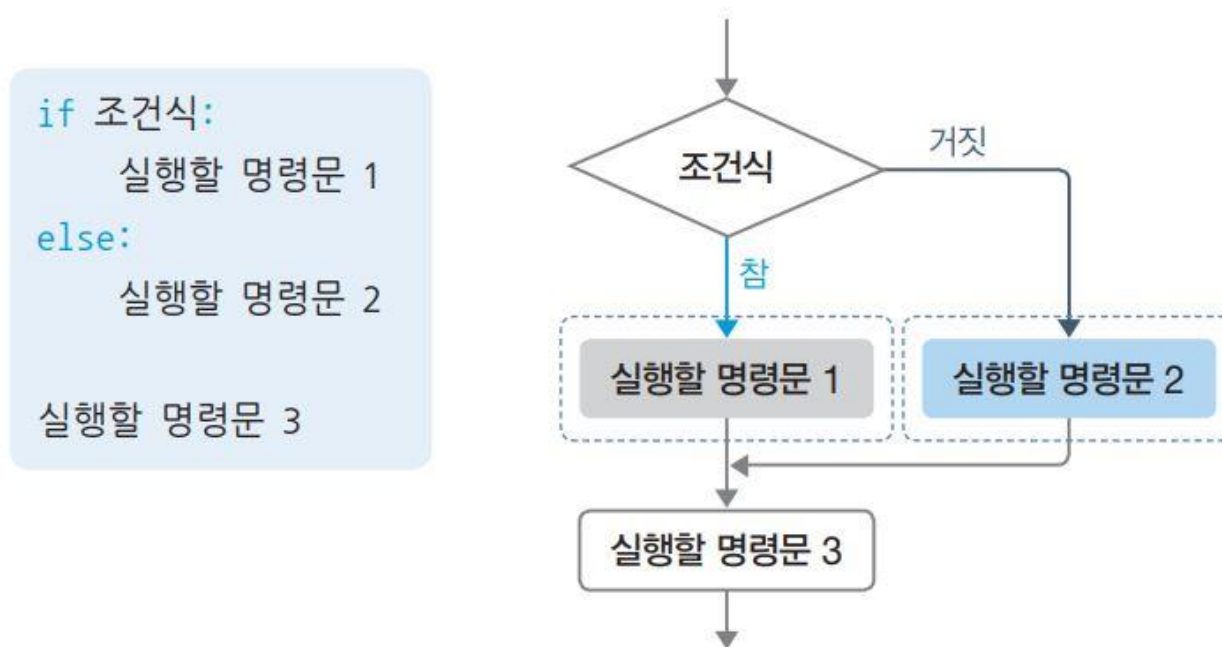 if 조건식:
실행할 명령문 1
else:
실행할 명령문 2
실행할 명령문 3
조건식
거짓
참
실행할 명령문 1
실행할 명령문 2
실행할 명령문 3